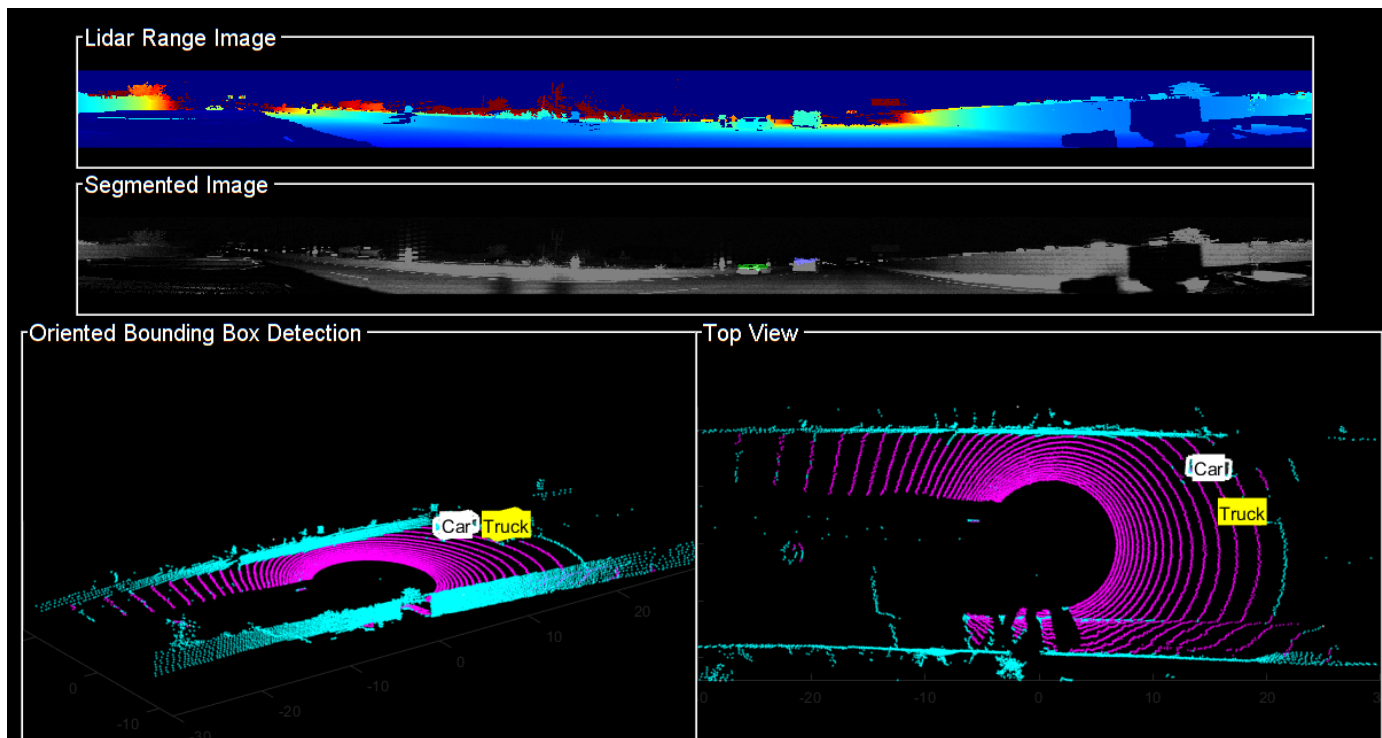 Lidar Range Image
Segmented Image
Oriented Bounding Box Detection
Car Truck
20
10
0
0
-10
-10
-20
-30
Top View
Car
Truck
-20 -10 0 10 20